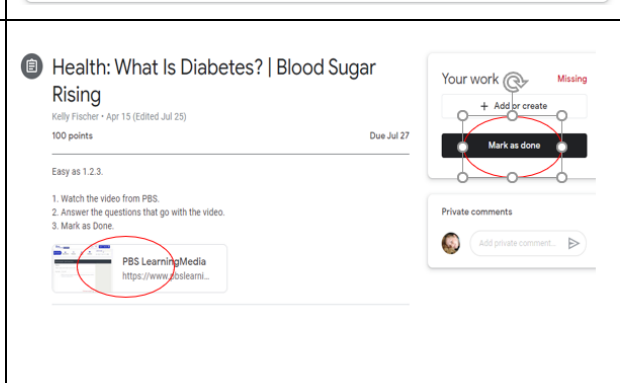 Health: What Is Diabetes? | Blood Sugar
Rising
Kelly Fischer • Apr 15 (Edited Jul 25)
100 points
Due Jul 27
Easy as 1.2.3.
1. Watch the video from PBS.
2. Answer the questions that go with the video.
3. Mark as Done.
PBS LearningMedia
https://www.pbslearni...
Your work
Missing
+ Add or create
Mark as done
Private comments
Add private comment...